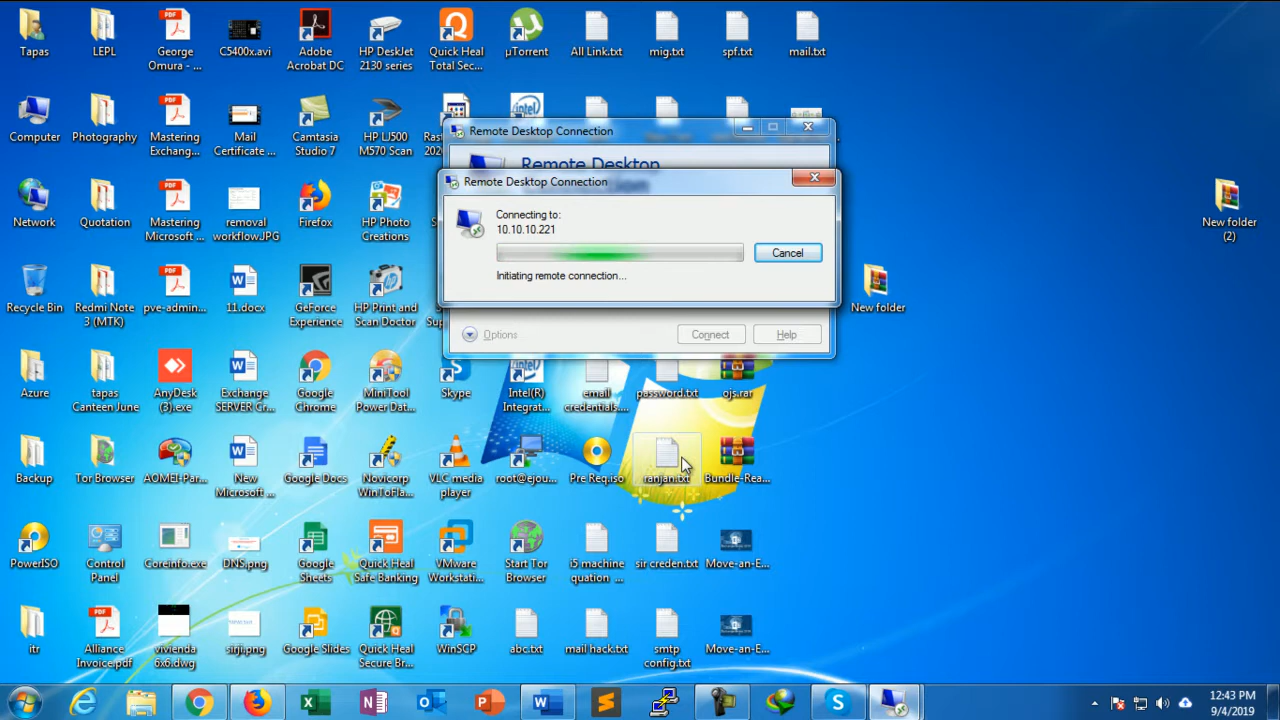 Tapas
LEPL
George
Omura - ...
C5400x.avi
Adobe
Acrobat DC
HP DeskJet
2130 series
Quick Heal
Total Sec...
µTorrent
All Link.txt
mig.txt
spf.txt
mail.txt
Computer
Photography
Mastering
Exchang...
Mail
Certificate ...
Camtasia
Studio 7
HP LJ500
M570 Scan
Remote Desktop Connection
Remote Desktop
Remote Desktop Connection
Connecting to:
10.10.10.221
Cancel
Initiating remote connection...
Options
Connect
Help
Network
Quotation
Mastering
Microsoft ...
removal
workflow.JPG
Firefox
HP Photo
Creations
New folder
(2)
Recycle Bin
Redmi Note
3 (MTK)
pve-admin...
11.docx
GeForce
Experience
HP Print and
Scan Doctor
New folder
Azure
tapas
Canteen June
AnyDesk
(3).exe
Exchange
SERVER Cr...
Google
Chrome
MiniTool
Power Dat...
Skype
Intel(R)
Integrat...
email
credentials....
password.txt
ojs.rar
Backup
Tor Browser
AOMEI-Par...
New
Microsoft ...
Google Docs
Novicorp
WinToFla...
VLC media
player
root@ejou...
Pre Req.iso
ranjan.txt
Bundle-Rea...
PowerISO
Control
Panel
Coreinfo.exe
DNS.png
Google
Sheets
Quick Heal
Safe Banking
VMware
Workstati...
Start Tor
Browser
i5 machine
quation ...
sir creden.txt
Move-an-E...
itr
Alliance
Invoice.pdf
vivienda
6x6.dwg
sirji.png
Google Slides
Quick Heal
Secure Br...
WinSCP
abc.txt
mail hack.txt
smtp
config.txt
Move-an-E...
12:43 PM
9/4/2019